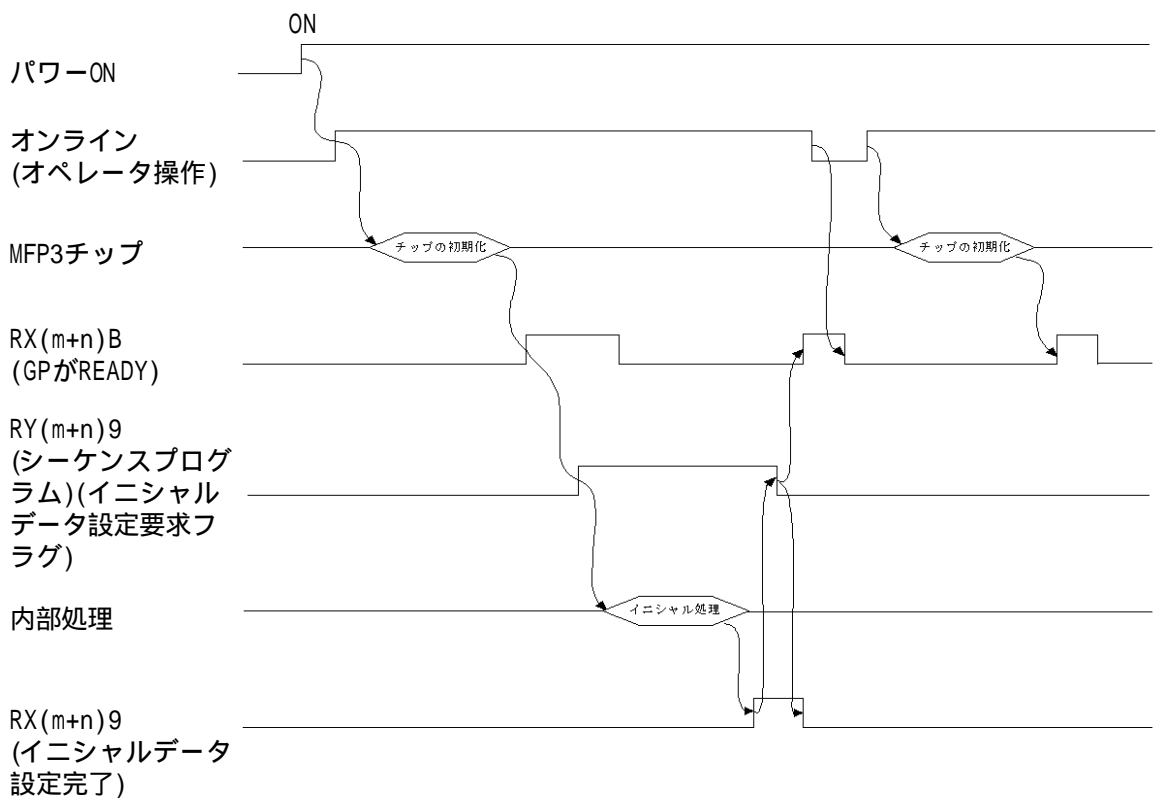 ON
パワーON
オンライン
(オペレータ操作)
MFP3チップ
チップの初期化
チップの初期化
RX(m+n)B
(GPがREADY)
RY(m+n)9
(シーケンスプログ
ラム)(イニシャル
データ設定要求フ
ラグ)
内部処理
イニシャル処理
RX(m+n)9
(イニシャルデータ
設定完了)